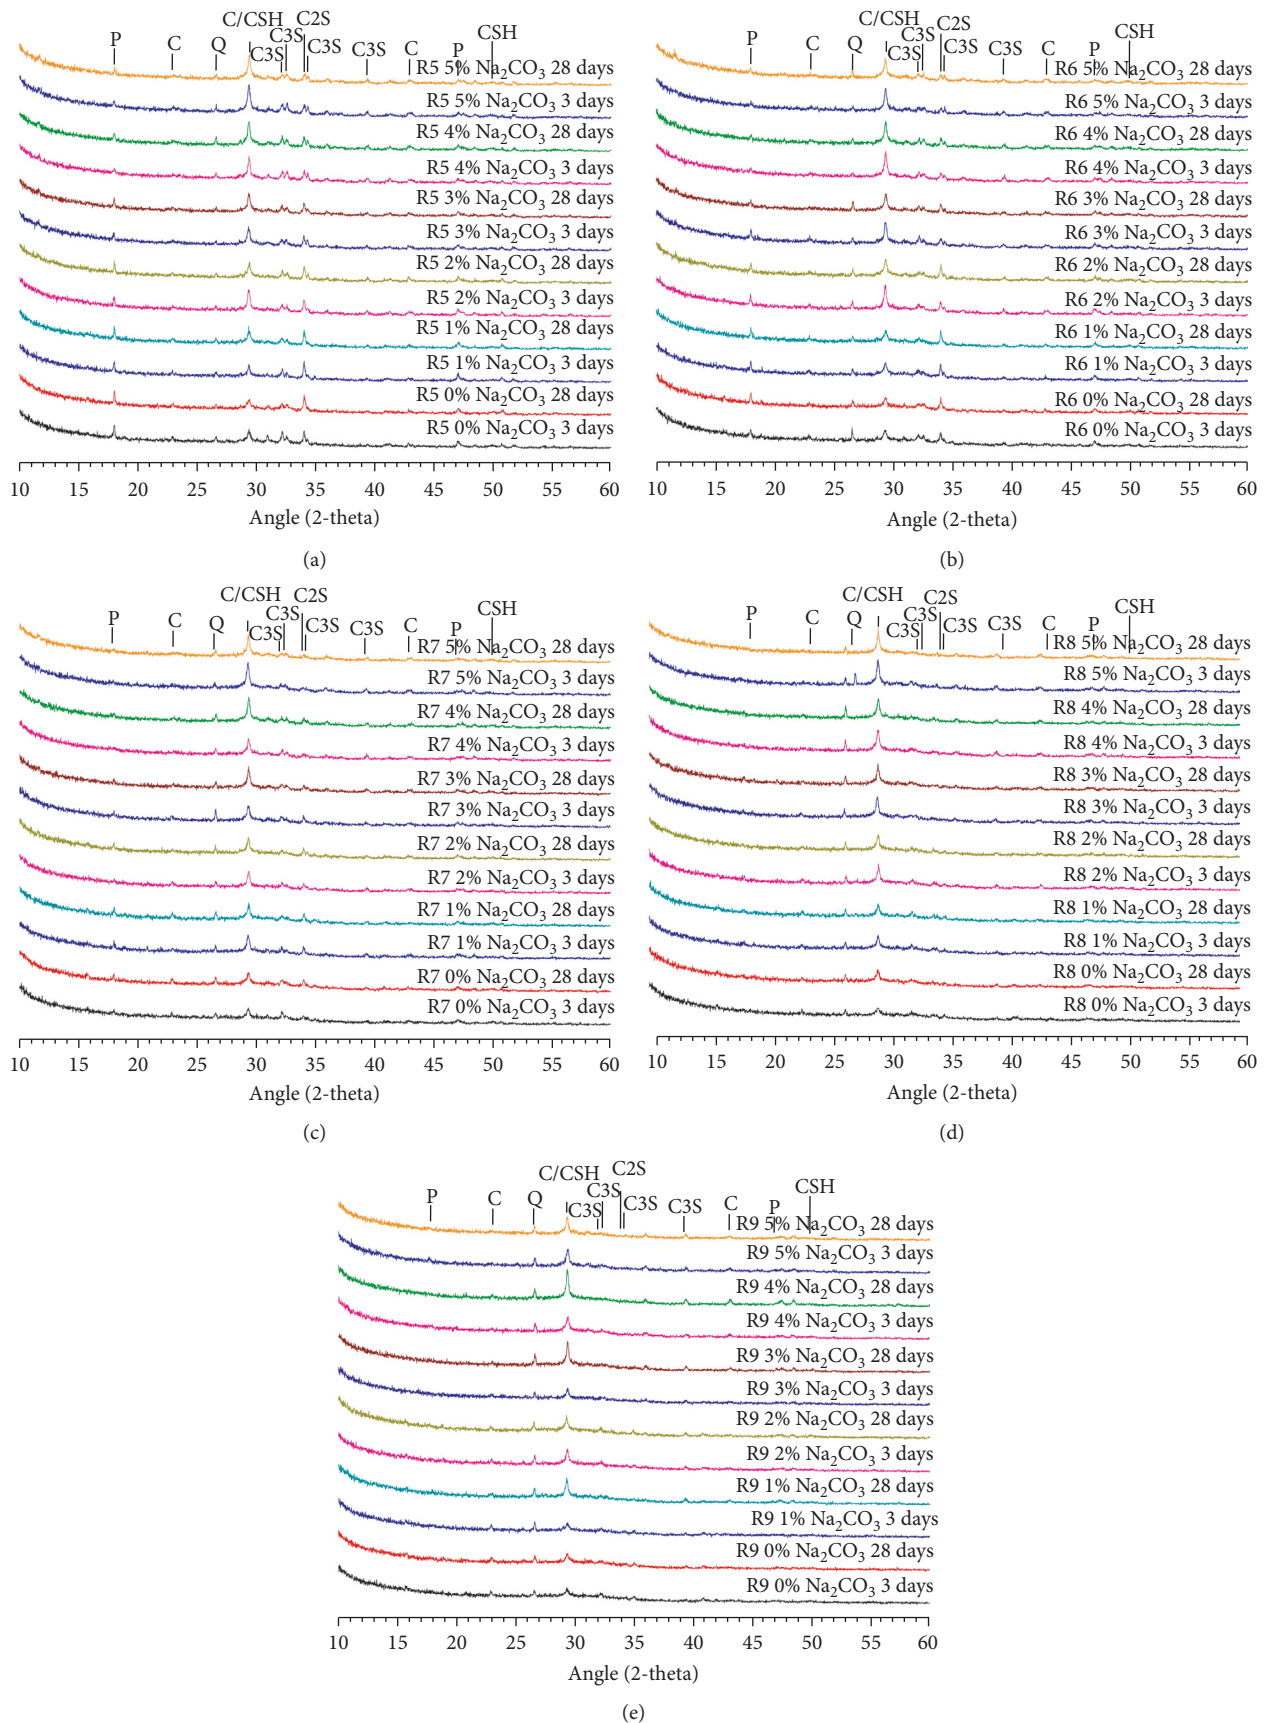 C/CSH C2S
C3S CSH
P C Q C3S C3S C3S C P
R5 5% Na2CO3 28 days
R5 5% Na2CO3 3 days
R5 4% Na2CO3 28 days
R5 4% Na2CO3 3 days
R5 3% Na2CO3 28 days
R5 3% Na2CO3 3 days
R5 2% Na2CO3 28 days
R5 2% Na2CO3 3 days
R5 1% Na2CO3 28 days
R5 1% Na2CO3 3 days
R5 0% Na2CO3 28 days
R5 0% Na2CO3 3 days
10 15 20 25 30 35 40 45 50 55 60
Angle (2-theta)
(a)
C/CSH C2S
C3S CSH
P C Q C3S C3S C3S C P
R6 5% Na2CO3 28 days
R6 5% Na2CO3 3 days
R6 4% Na2CO3 28 days
R6 4% Na2CO3 3 days
R6 3% Na2CO3 28 days
R6 3% Na2CO3 3 days
R6 2% Na2CO3 28 days
R6 2% Na2CO3 3 days
R6 1% Na2CO3 28 days
R6 1% Na2CO3 3 days
R6 0% Na2CO3 28 days
R6 0% Na2CO3 3 days
10 15 20 25 30 35 40 45 50 55 60
Angle (2-theta)
(b)
C/CSH C2S
C3S CSH
P C Q C3S C3S C3S C P
R7 5% Na2CO3 28 days
R7 5% Na2CO3 3 days
R7 4% Na2CO3 28 days
R7 4% Na2CO3 3 days
R7 3% Na2CO3 28 days
R7 3% Na2CO3 3 days
R7 2% Na2CO3 28 days
R7 2% Na2CO3 3 days
R7 1% Na2CO3 28 days
R7 1% Na2CO3 3 days
R7 0% Na2CO3 28 days
R7 0% Na2CO3 3 days
10 15 20 25 30 35 40 45 50 55 60
Angle (2-theta)
(c)
C/CSH C2S
C3S CSH
P C Q C3S C3S C3S C P
R8 5% Na2CO3 28 days
R8 5% Na2CO3 3 days
R8 4% Na2CO3 28 days
R8 4% Na2CO3 3 days
R8 3% Na2CO3 28 days
R8 3% Na2CO3 3 days
R8 2% Na2CO3 28 days
R8 2% Na2CO3 3 days
R8 1% Na2CO3 28 days
R8 1% Na2CO3 3 days
R8 0% Na2CO3 28 days
R8 0% Na2CO3 3 days
10 15 20 25 30 35 40 45 50 55 60
Angle (2-theta)
(d)
C/CSH C2S
C3S CSH
P C Q C3S C3S C3S C P
R9 5% Na2CO3 28 days
R9 5% Na2CO3 3 days
R9 4% Na2CO3 28 days
R9 4% Na2CO3 3 days
R9 3% Na2CO3 28 days
R9 3% Na2CO3 3 days
R9 2% Na2CO3 28 days
R9 2% Na2CO3 3 days
R9 1% Na2CO3 28 days
R9 1% Na2CO3 3 days
R9 0% Na2CO3 28 days
R9 0% Na2CO3 3 days
10 15 20 25 30 35 40 45 50 55 60
Angle (2-theta)
(e)